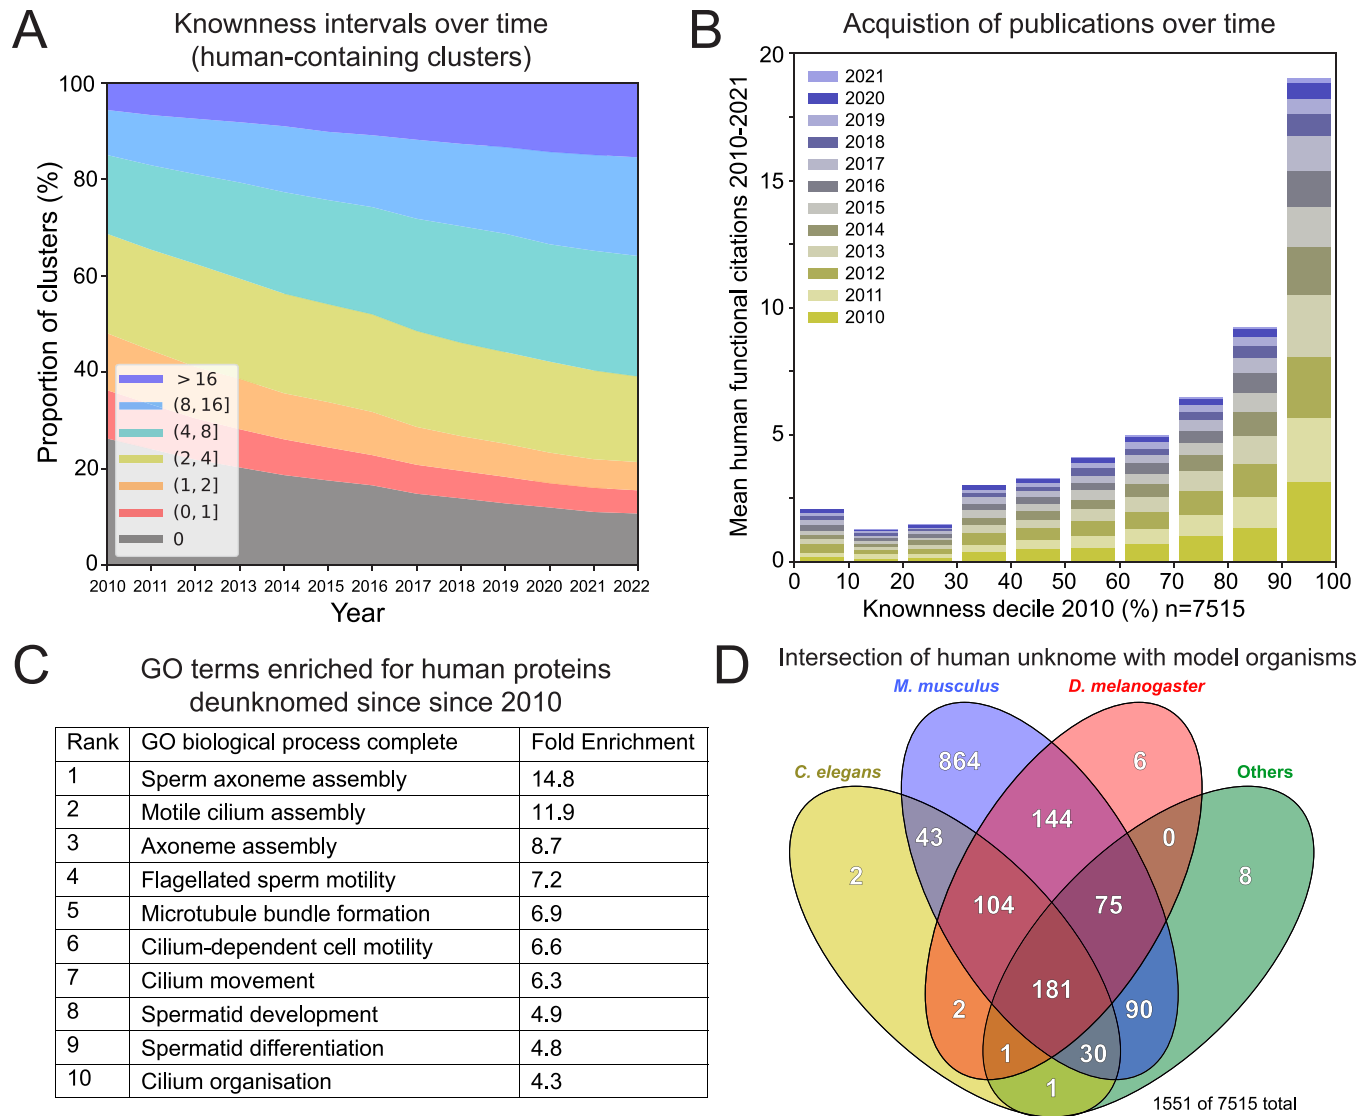 A
Knownness intervals over time
(human-containing clusters)
Proportion of clusters (%)
100
80
60
40
20
0
> 16
(8, 16]
(4, 8]
(2, 4]
(1, 2]
(0, 1]
0
2010 2011 2012 2013 2014 2015 2016 2017 2018 2019 2020 2021 2022
Year
B
Acquistion of publications over time
Mean human functional citations 2010-2021
20
15
10
5
0
2021
2020
2019
2018
2017
2016
2015
2014
2013
2012
2011
2010
0 10 20 30 40 50 60 70 80 90 100
Knownness decile 2010 (%) n=7515
C
GO terms enriched for human proteins
deunknomed since since 2010
Rank GO biological process complete Fold Enrichment
1 Sperm axoneme assembly 14.8
2 Motile cilium assembly 11.9
3 Axoneme assembly 8.7
4 Flagellated sperm motility 7.2
5 Microtubule bundle formation 6.9
6 Cilium-dependent cell motility 6.6
7 Cilium movement 6.3
8 Spermatid development 4.9
9 Spermatid differentiation 4.8
10 Cilium organisation 4.3
D
Intersection of human unknome with model organisms
M. musculus D. melanogaster
C. elegans Others
864 6
144
43 0
2 8
104 75
181
2 90
1 30
1
1551 of 7515 total